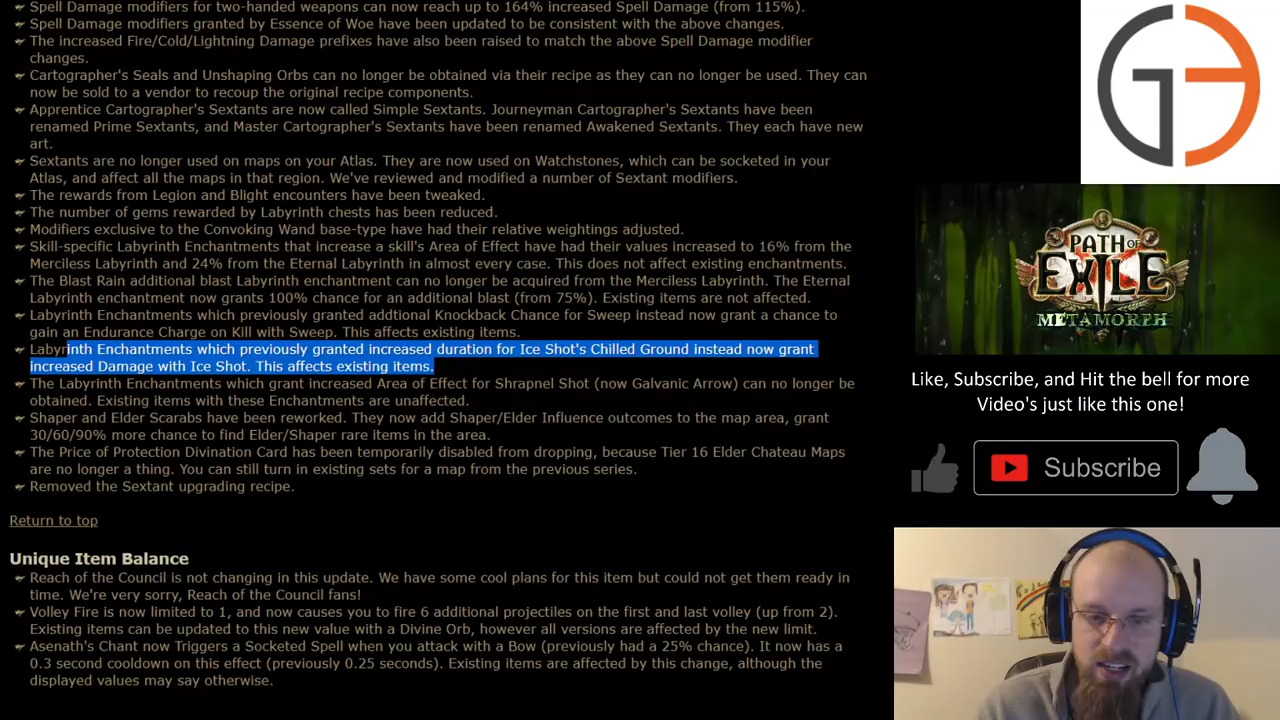 Spell Damage modifiers for two-handed weapons can now reach up to 164% increased Spell Damage (from 115%).
Spell Damage modifiers granted by Essence of Woe have been updated to be consistent with the above changes.
The increased Fire/Cold/Lightning Damage prefixes have also been raised to match the above Spell Damage modifier
changes.
Cartographer's Seals and Unshaping Orbs can no longer be obtained via their recipe as they can no longer be used. They can
now be sold to a vendor to recoup the original recipe components.
Apprentice Cartographer's Sextants are now called Simple Sextants. Journeyman Cartographer's Sextants have been
renamed Prime Sextants, and Master Cartographer's Sextants have been renamed Awakened Sextants. They each have new
art.
Sextants are no longer used on maps on your Atlas. They are now used on Watchstones, which can be socketed in your
Atlas, and affect all the maps in that region. We've reviewed and modified a number of Sextant modifiers.
The rewards from Legion and Blight encounters have been tweaked.
The number of gems rewarded by Labyrinth chests has been reduced.
Modifiers exclusive to the Convoking Wand base-type have had their relative weightings adjusted.
Skill-specific Labyrinth Enchantments that increase a skill's Area of Effect have had their values increased to 16% from the
Merciless Labyrinth and 24% from the Eternal Labyrinth in almost every case. This does not affect existing enchantments.
The Blast Rain additional blast Labyrinth enchantment can no longer be acquired from the Merciless Labyrinth. The Eternal
Labyrinth enchantment now grants 100% chance for an additional blast (from 75%). Existing items are not affected.
Labyrinth Enchantments which previously granted addtional Knockback Chance for Sweep instead now grant a chance to
gain an Endurance Charge on Kill with Sweep. This affects existing items.
Labyrinth Enchantments which previously granted increased duration for Ice Shot's Chilled Ground instead now grant
increased Damage with Ice Shot. This affects existing items.
The Labyrinth Enchantments which grant increased Area of Effect for Shrapnel Shot (now Galvanic Arrow) can no longer be
obtained. Existing items with these Enchantments are unaffected.
Shaper and Elder Scarabs have been reworked. They now add Shaper/Elder Influence outcomes to the map area, grant
30/60/90% more chance to find Elder/Shaper rare items in the area.
The Price of Protection Divination Card has been temporarily disabled from dropping, because Tier 16 Elder Chateau Maps
are no longer a thing. You can still turn in existing sets for a map from the previous series.
Removed the Sextant upgrading recipe.
Return to top
Unique Item Balance
Reach of the Council is not changing in this update. We have some cool plans for this item but could not get them ready in
time. We're very sorry, Reach of the Council fans!
Volley Fire is now limited to 1, and now causes you to fire 6 additional projectiles on the first and last volley (up from 2).
Existing items can be updated to this new value with a Divine Orb, however all versions are affected by the new limit.
Asenath's Chant now Triggers a Socketed Spell when you attack with a Bow (previously had a 25% chance). It now has a
0.3 second cooldown on this effect (previously 0.25 seconds). Existing items are affected by this change, although the
displayed values may say otherwise.
PATH OF
EXILE
METAMORPH
Like, Subscribe, and Hit the bell for more
Video's just like this one!
Subscribe